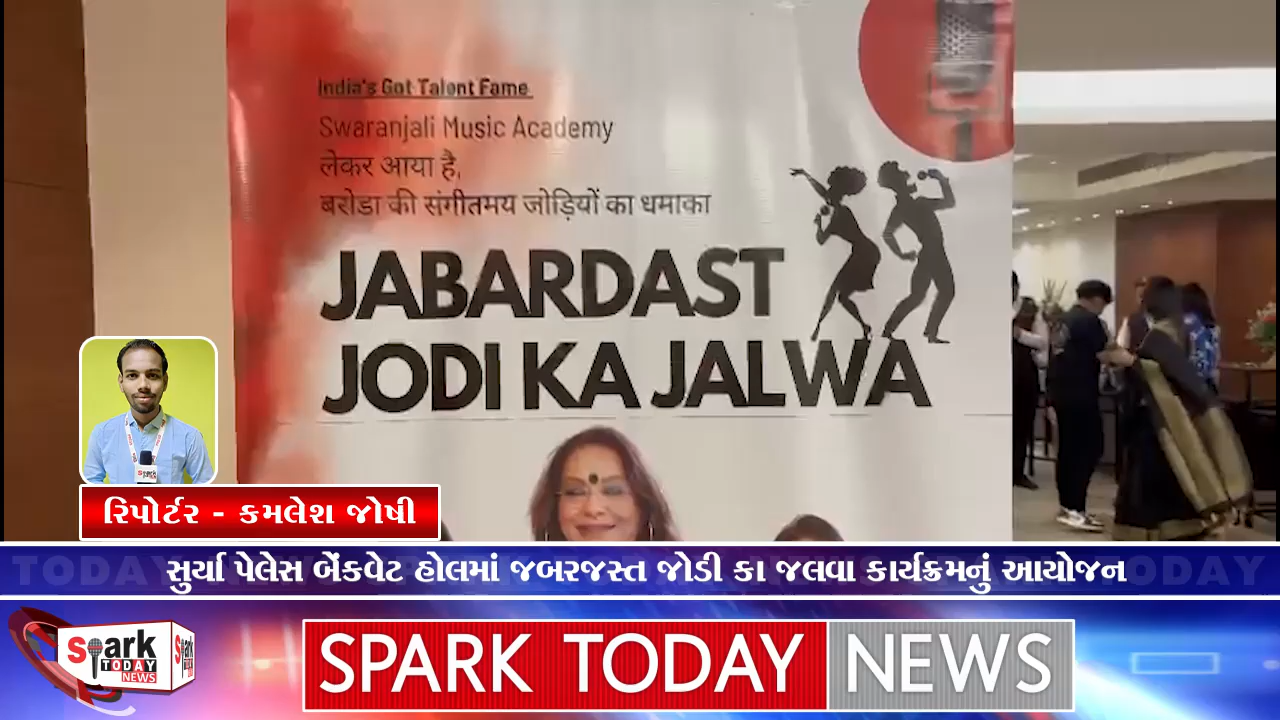 India's Got Talent Fame
Swaranjali Music Academy
लेकर आया है,
बरोडा की संगीतमय जोड़ियों का धमाका
JABARDAST
JODI KA JALWA
રિપોર્ટર - કમલેશ જોષી
સુર્યા પેલેસ બેંકવેટ હોલમાં જબરજસ્ત જોડી કા જલવા કાર્યક્રમનું આયોજન
Spark
TODAY
NEWS
SPARK TODAY NEWS